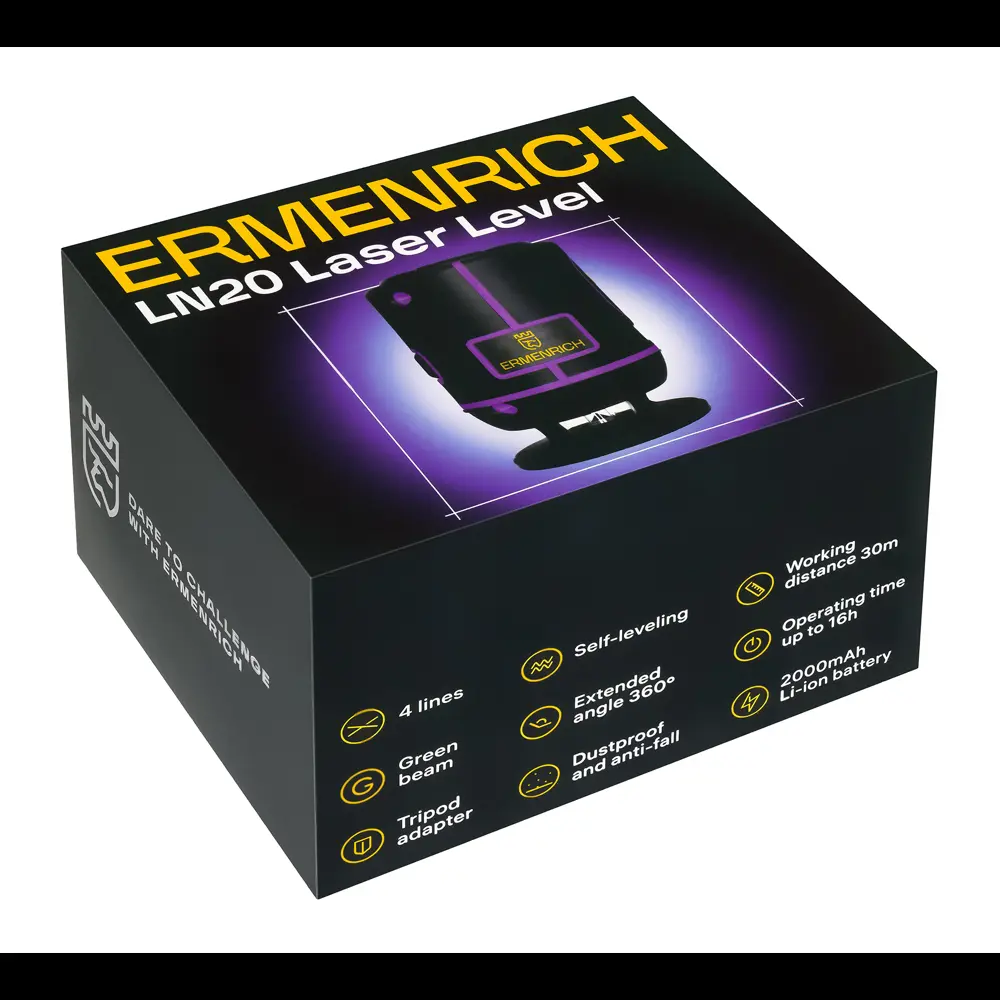 ERMENRICH
LN20 Laser Level
ERMENRICH
DARE TO CHALLENGE
WITH ERMENRICH
4 lines
Green
beam
Tripod
adapter
Self-leveling
Extended
angle 360°
Dustproof
and anti-fall
Working
distance 30m
Operating time
up to 16h
2000mAh
Li-ion battery
G